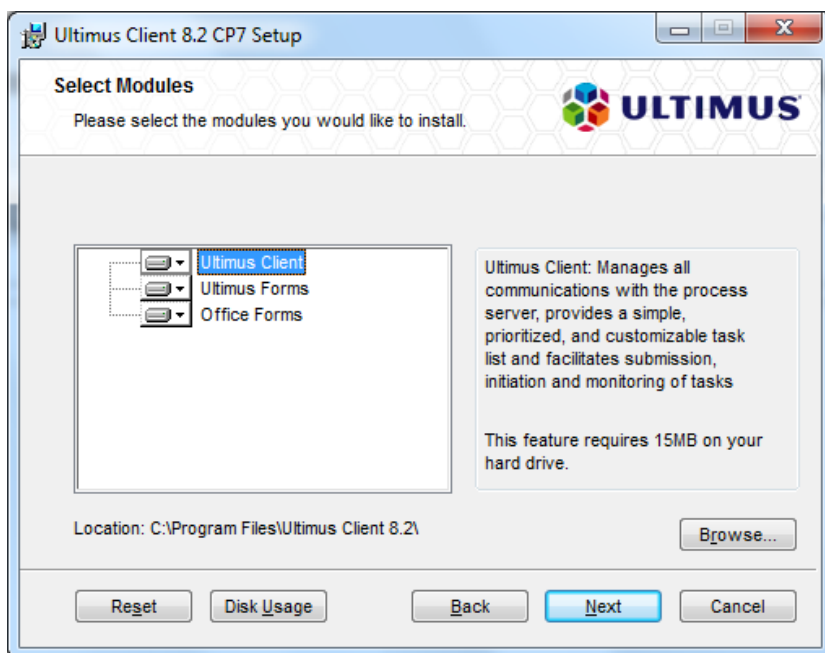 Ultimus Client 8.2 CP7 Setup
Select Modules
Please select the modules you would like to install.
ULTIMUS
Ultimus Client
Ultimus Forms
Office Forms
Ultimus Client: Manages all
communications with the process
server, provides a simple,
prioritized, and customizable task
list and facilitates submission,
initiation and monitoring of tasks
This feature requires 15MB on your
hard drive.
Location: C:\Program Files\Ultimus Client 8.2\
Browse...
Reset Disk Usage Back Next Cancel